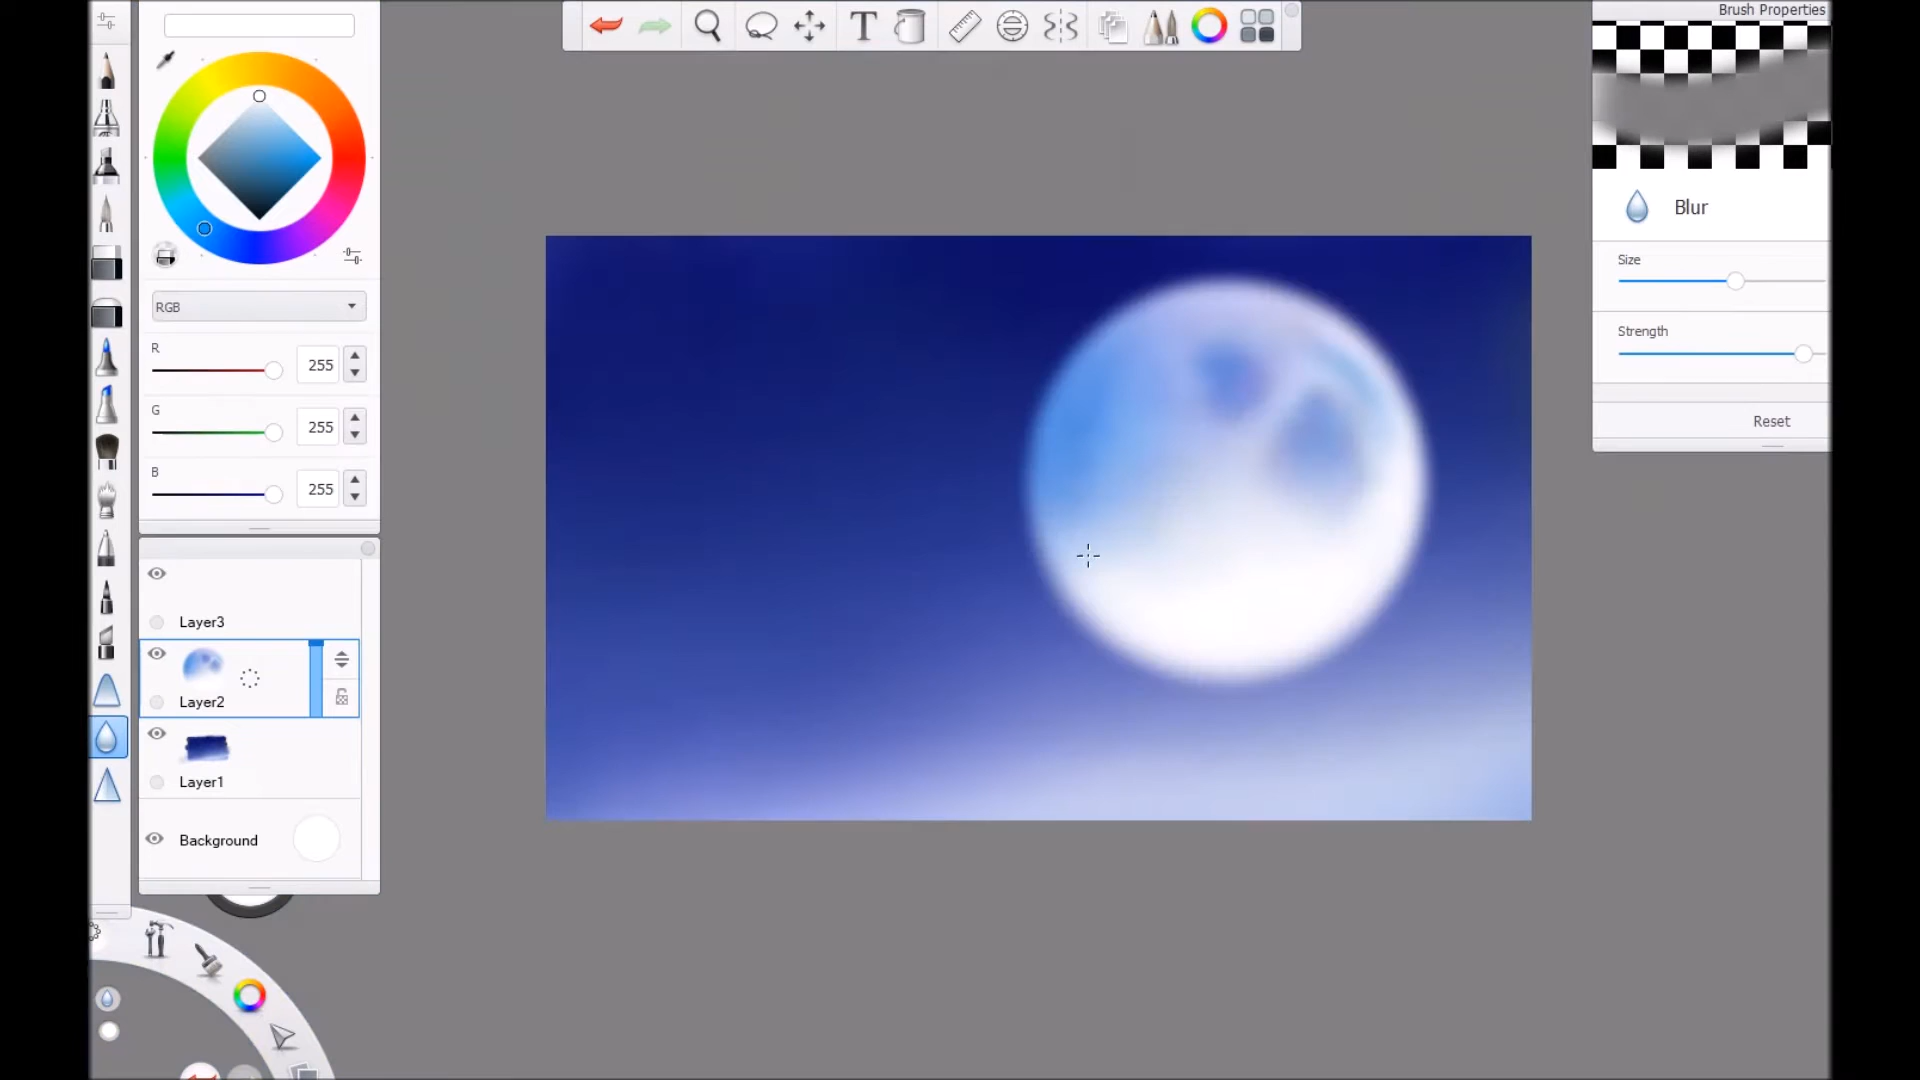 Brush Properties
Blur
Size
Strength
Reset
RGB
R
255
G
255
B
255
Layer3
Layer2
Layer1
Background